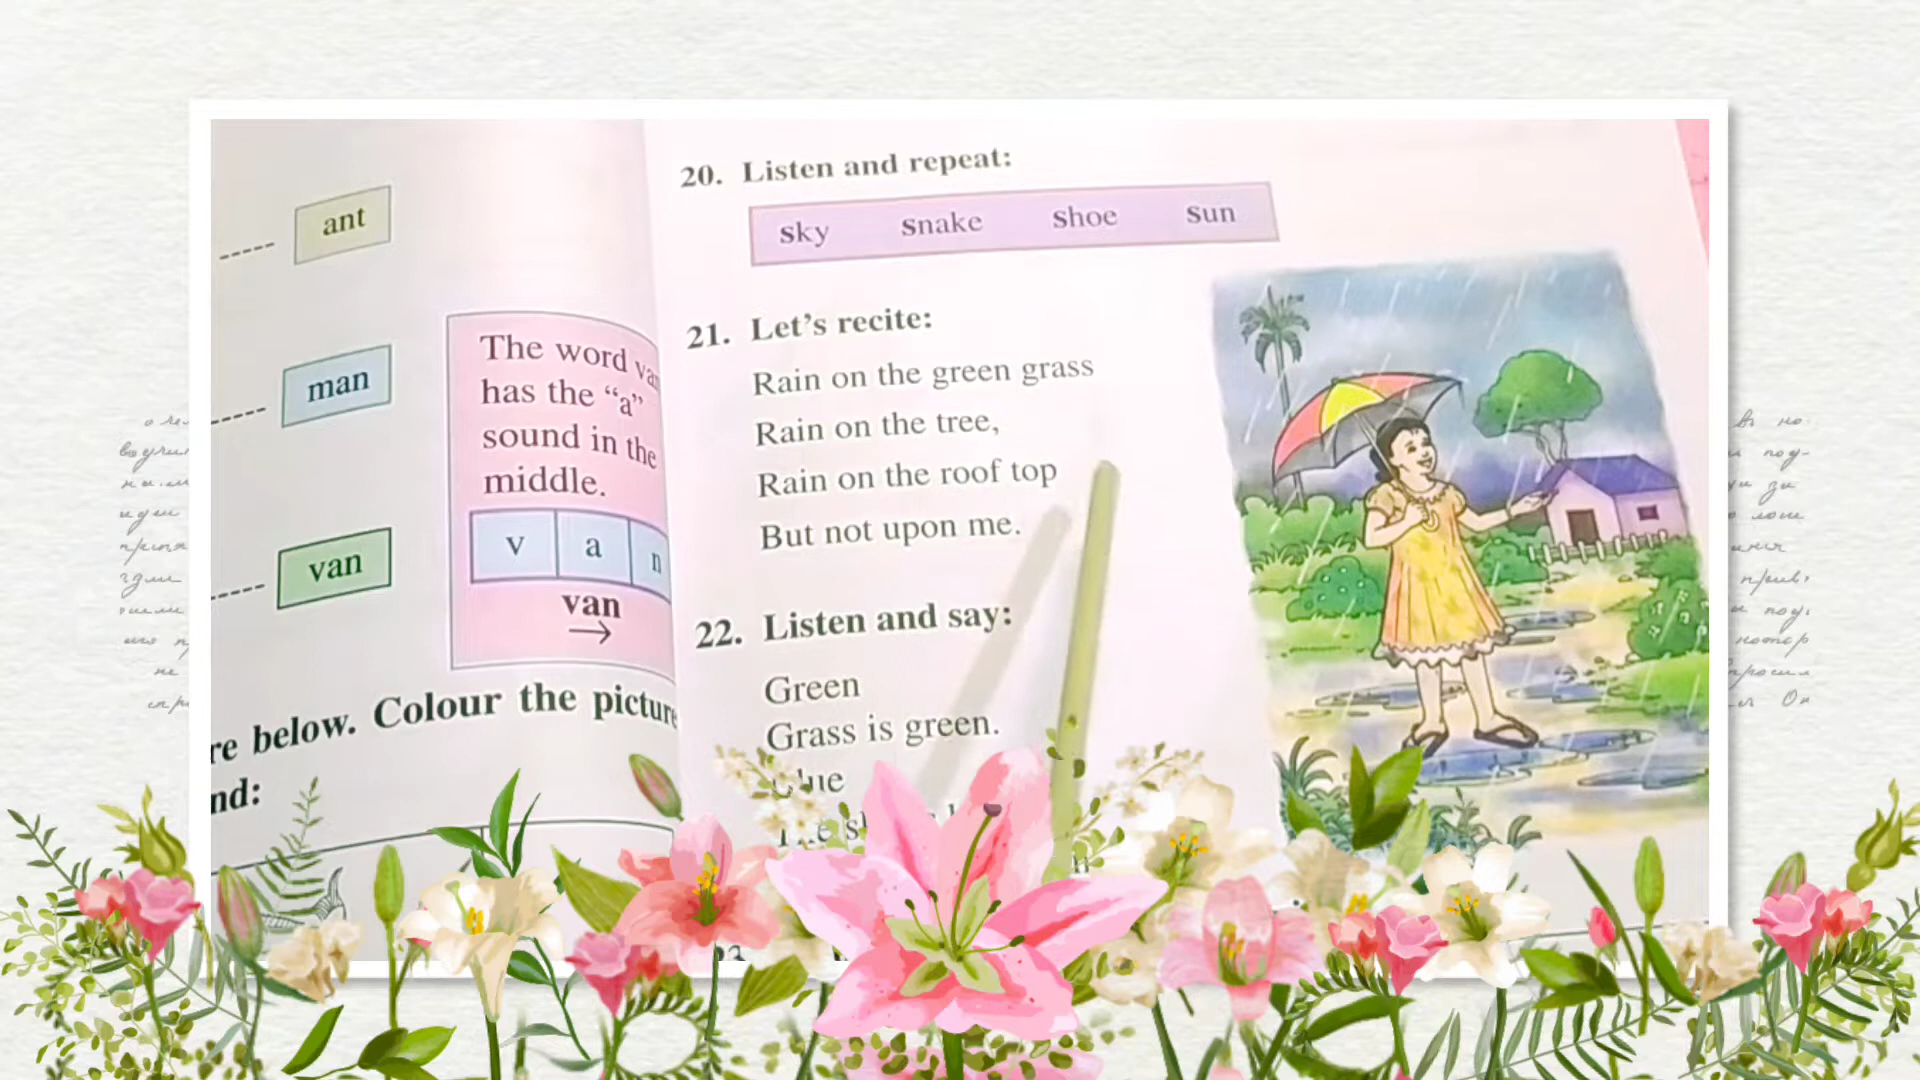 ant
man
van
The word
has the “a”
sound in the
middle.
v a n
van
re below. Colour the picture
nd:
20. Listen and repeat:
sky snake shoe sun
21. Let’s recite:
Rain on the green grass
Rain on the tree,
Rain on the roof top
But not upon me.
22. Listen and say:
Green
Grass is green.